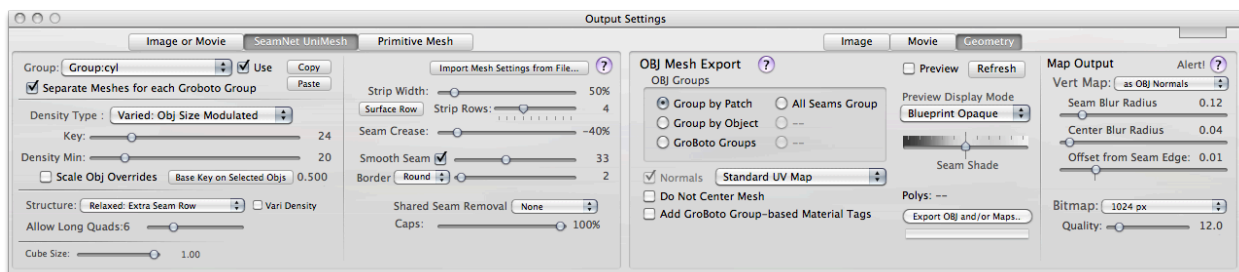 Output Settings
Image or Movie SeamNet UniMesh Primitive Mesh
Group: Group:cyl Use Copy
Separate Meshes for each Groboto Group Paste
Density Type : Varied: Obj Size Modulated
Key: 24
Density Min: 20
Scale Obj Overrides Base Key on Selected Objs 0.500
Structure: Relaxed: Extra Seam Row Vari Density
Allow Long Quads:6
Cube Size: 1.00
Import Mesh Settings from File... ?
Strip Width: 50%
Surface Row Strip Rows: 4
Seam Crease: -40%
Smooth Seam 33
Border Round 2
Shared Seam Removal None
Caps: 100%
Image Movie Geometry
OBJ Mesh Export ?
OBJ Groups
Group by Patch All Seams Group
Group by Object --
GroBoto Groups --
Normals Standard UV Map
Do Not Center Mesh
Add GroBoto Group-based Material Tags
Preview Refresh
Preview Display Mode
Blueprint Opaque
Seam Shade
Polys: --
Export OBJ and/or Maps..
Map Output Alert! ?
Vert Map: as OBJ Normals
Seam Blur Radius 0.12
Center Blur Radius 0.04
Offset from Seam Edge: 0.01
Bitmap: 1024 px
Quality: 12.0